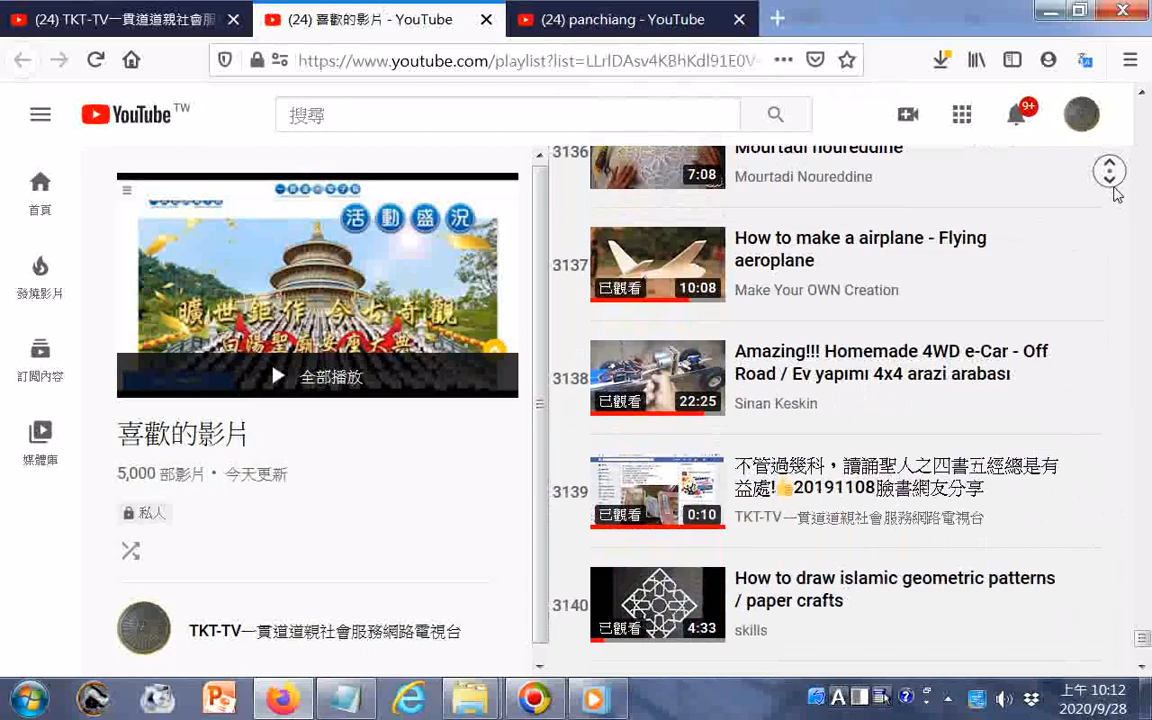 (24) TKT-TV一貫道道親社會服
(24) 喜歡的影片 - YouTube
(24) panchiang - YouTube
https://www.youtube.com/playlist?list=LLrlDAsv4KBhKdl91E0V-
YouTube TW
搜尋
9+
首頁
發燒影片
訂閱內容
媒體庫
活動盛況
曠世鉅作 今古奇觀
全部播放
喜歡的影片
5,000 部影片・ 今天更新
私人
TKT-TV一貫道道親社會服務網路電視台
3136
7:08
Mourtadi noureddine
Mourtadi Noureddine
3137
已觀看
10:08
How to make a airplane - Flying
aeroplane
Make Your OWN Creation
3138
已觀看
22:25
Amazing!!! Homemade 4WD e-Car - Off
Road / Ev yapımı 4x4 arazi arabası
Sinan Keskin
3139
已觀看
0:10
不管過幾科，讀誦聖人之四書五經總是有
益處!👍20191108臉書網友分享
TKT-TV一貫道道親社會服務網路電視台
3140
已觀看
4:33
How to draw islamic geometric patterns
/ paper crafts
skills
上午 10:12
2020/9/28